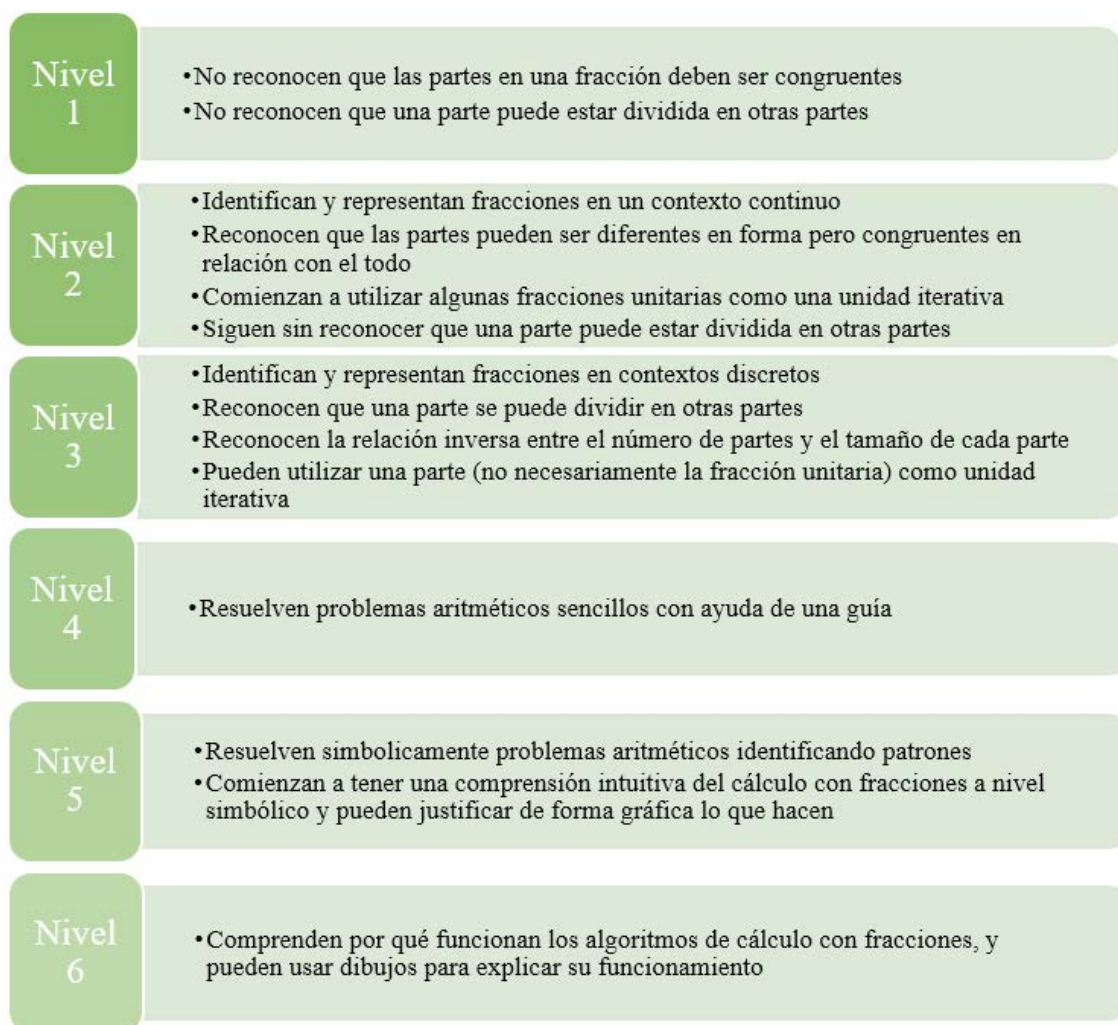 Nivel
1
•No reconocen que las partes en una fracción deben ser congruentes
•No reconocen que una parte puede estar dividida en otras partes
Nivel
2
•Identifican y representan fracciones en un contexto continuo
•Reconocen que las partes pueden ser diferentes en forma pero congruentes en
relación con el todo
•Comienzan a utilizar algunas fracciones unitarias como una unidad iterativa
•Siguen sin reconocer que una parte puede estar dividida en otras partes
Nivel
3
•Identifican y representan fracciones en contextos discretos
•Reconocen que una parte se puede dividir en otras partes
•Reconocen la relación inversa entre el número de partes y el tamaño de cada parte
•Pueden utilizar una parte (no necesariamente la fracción unitaria) como unidad
iterativa
Nivel
4
•Resuelven problemas aritméticos sencillos con ayuda de una guía
Nivel
5
•Resuelven simbolicamente problemas aritméticos identificando patrones
•Comienzan a tener una comprensión intuitiva del cálculo con fracciones a nivel
simbólico y pueden justificar de forma gráfica lo que hacen
Nivel
6
•Comprenden por qué funcionan los algoritmos de cálculo con fracciones, y
pueden usar dibujos para explicar su funcionamiento